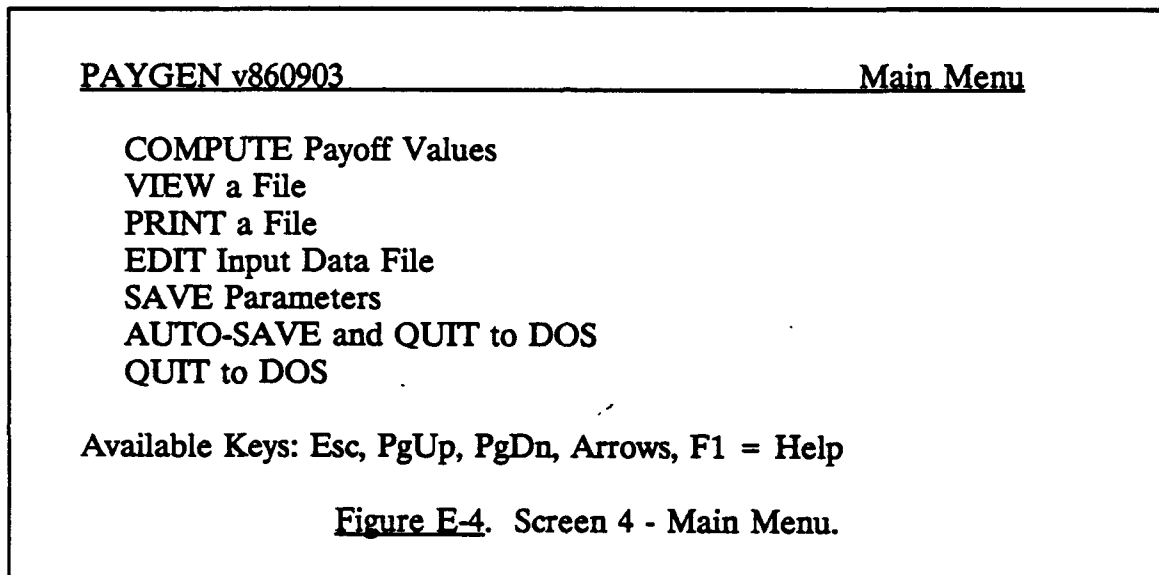 PAYGEN v860903 Main Menu
COMPUTE Payoff Values
VIEW a File
PRINT a File
EDIT Input Data File
SAVE Parameters
AUTO-SAVE and QUIT to DOS
QUIT to DOS
Available Keys: Esc, PgUp, PgDn, Arrows, F1 = Help
Figure E-4. Screen 4 - Main Menu.